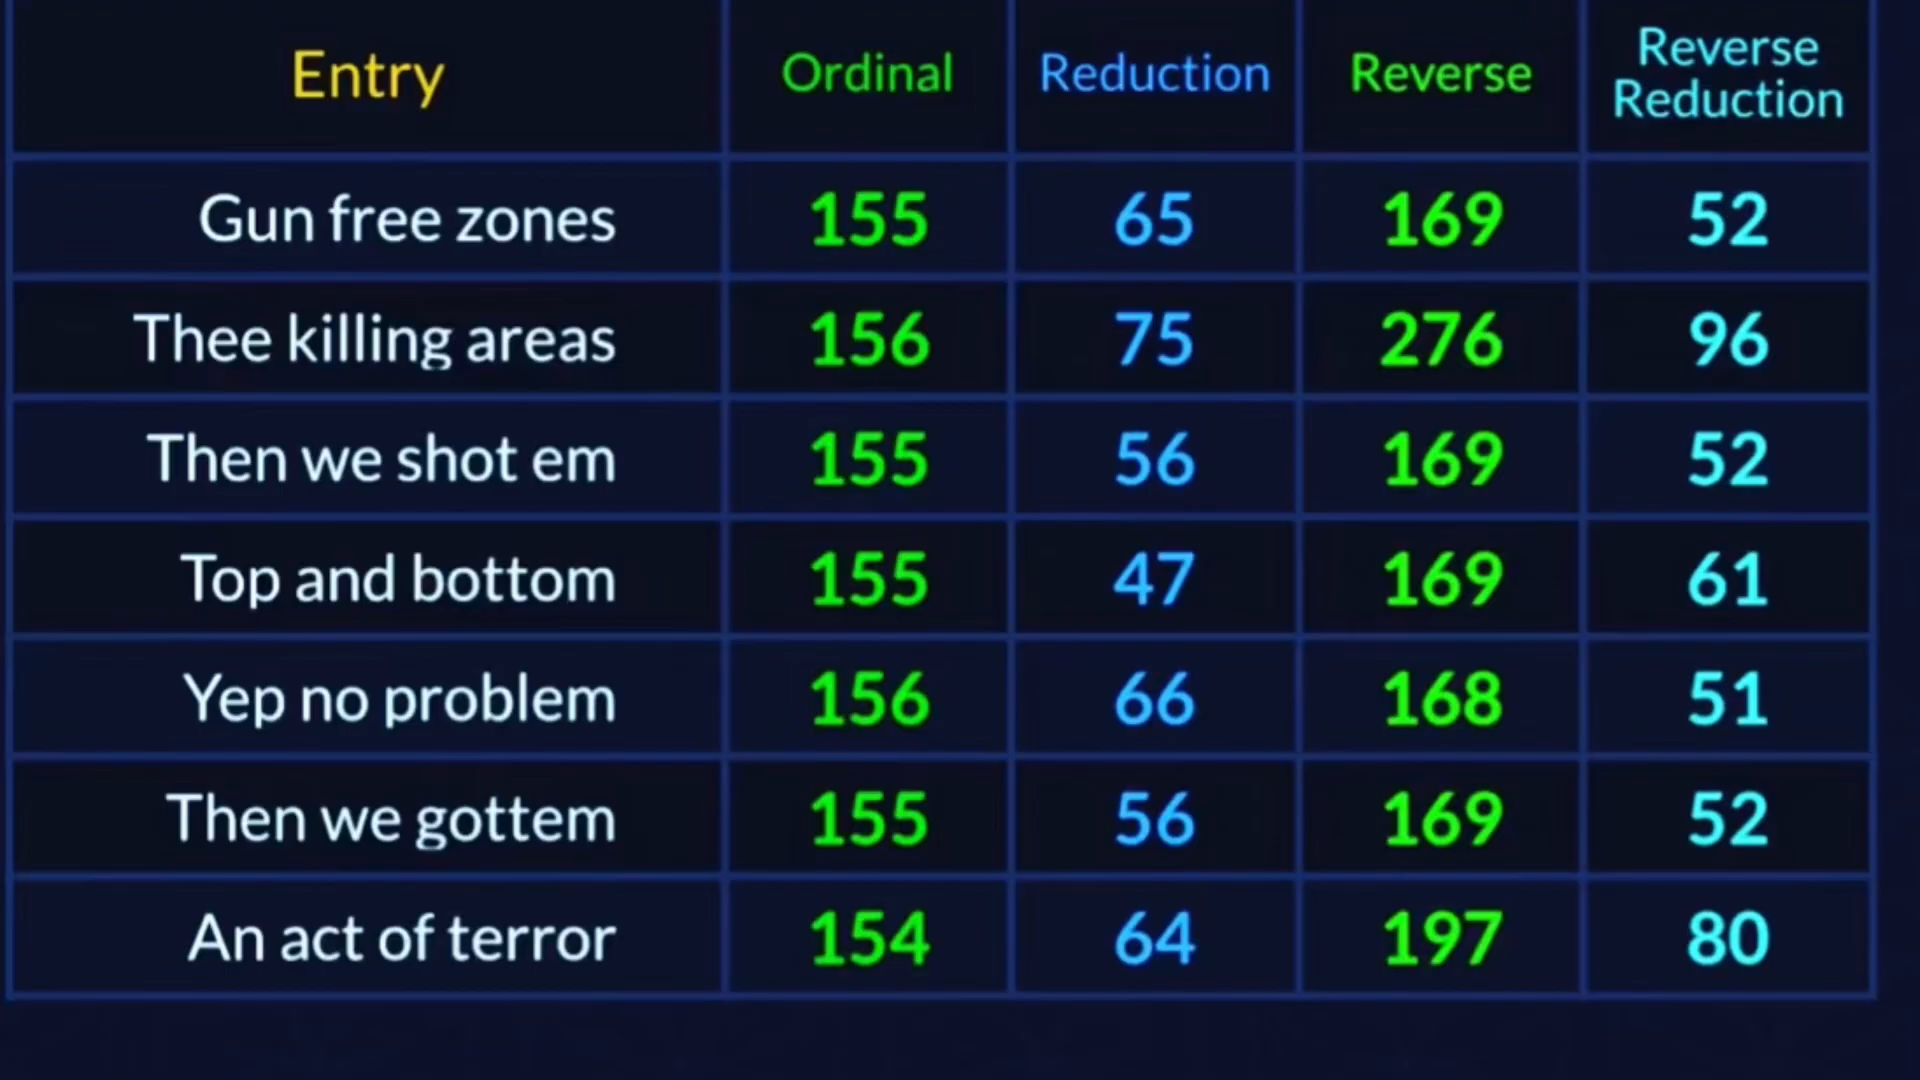 Entry Ordinal Reduction Reverse Reverse Reduction
Gun free zones 155 65 169 52
Thee killing areas 156 75 276 96
Then we shot em 155 56 169 52
Top and bottom 155 47 169 61
Yep no problem 156 66 168 51
Then we gottem 155 56 169 52
An act of terror 154 64 197 80